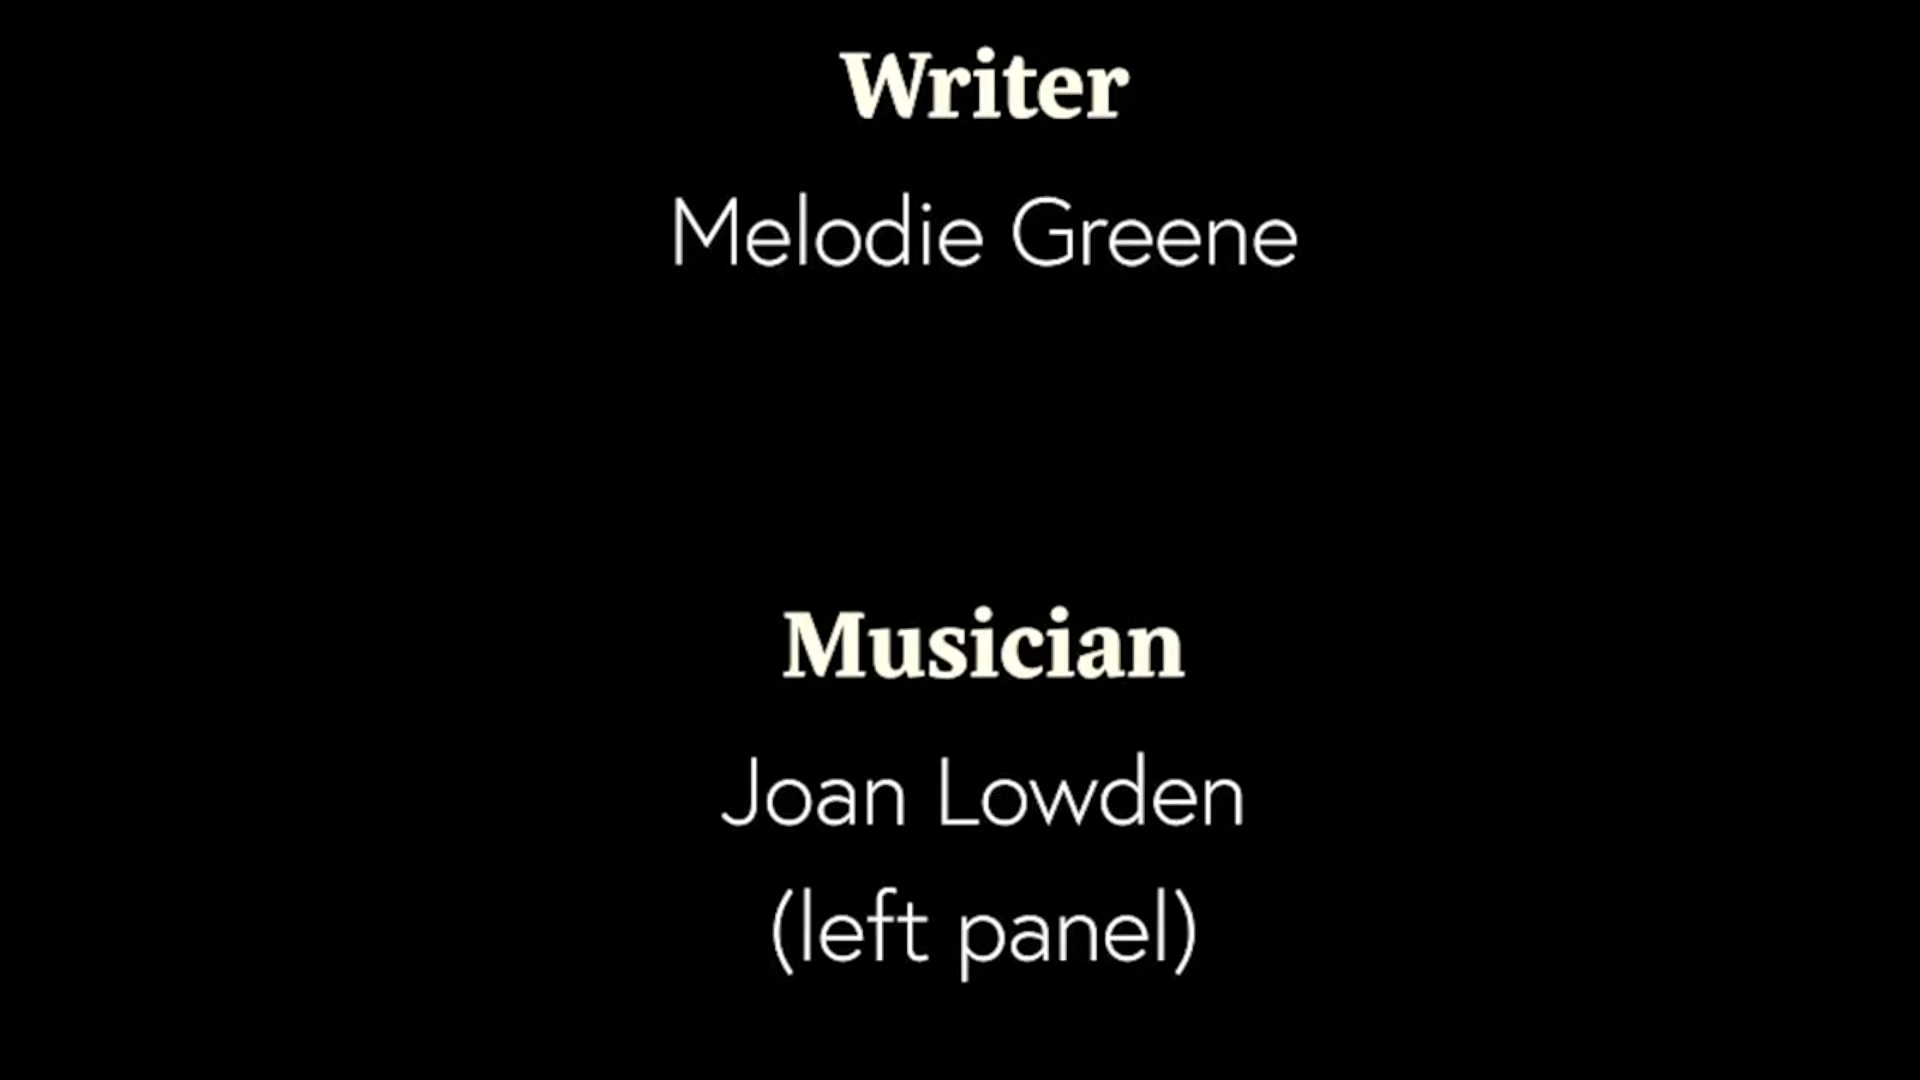 Writer
Melodie Greene
Musician
Joan Lowden
(left panel)